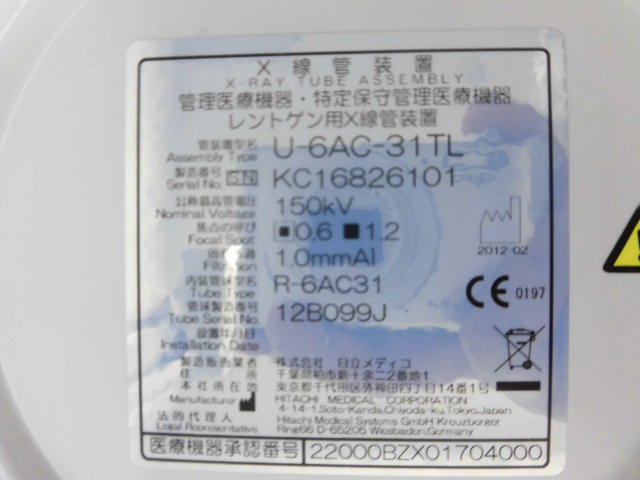 X線管装置
X-RAY TUBE ASSEMBLY
管理医療機器・特定保守管理医療機器
レントゲン用X線管装置
管装置型名 Assembly Type U-6AC-31TL
製造番号 Serial No. SN KC16826101
公称最高管電圧 Nominal Voltage 150kV
焦点の呼び Focal Spot 0.6 1.2
2012-02
Filtration 1.0mmAl
内装管球型名 Tube Type R-6AC31
CE 0197
管球製造番号 Tube Serial No. 12B099J
設置年月日
Installation Date
製造販売業者 株式会社 日立メディコ
住所 千葉県柏市新十余二2番地1
本社所在地 東京都千代田区外神田四丁目14番1号
Manufacturer HITACHI MEDICAL CORPORATION
4-14-1,Soto-Kanda,Chiyoda-ku,Tokyo,Japan
法的代理人 Hitachi Medical Systems GmbH Kreuzberger
Legal Representative Ring66 D-65205 Wiesbaden,Germany
医療機器承認番号 22000BZX01704000